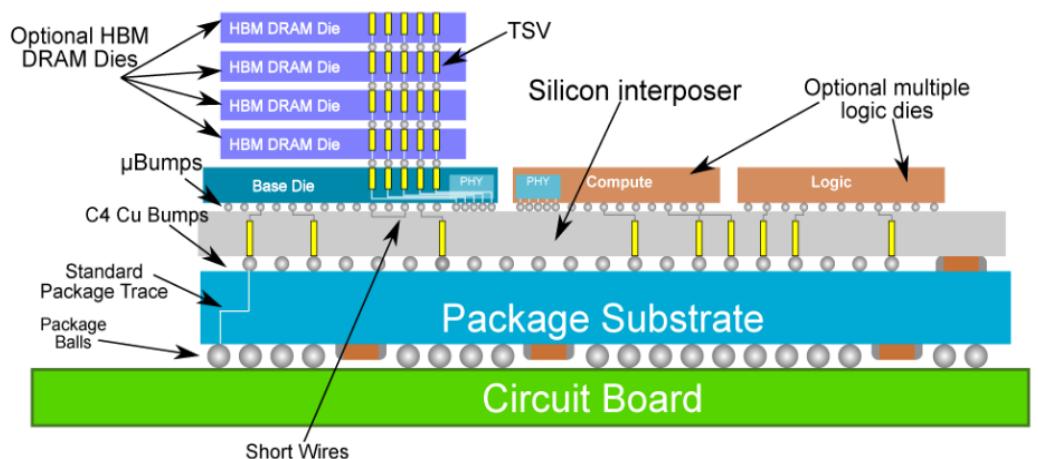 Optional HBM
DRAM Dies
HBM DRAM Die
HBM DRAM Die
HBM DRAM Die
HBM DRAM Die
TSV
Silicon interposer
Optional multiple
logic dies
µBumps
Base Die
PHY
PHY
Compute
Logic
C4 Cu Bumps
Standard
Package Trace
Package
Balls
Package Substrate
Circuit Board
Short Wires